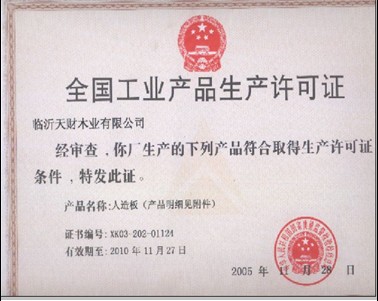 全国工业产品生产许可证
临沂天财木业有限公司
经审查，你厂生产的下列产品符合取得生产许可证
条件，特发此证。
产品名称:人造板（产品明细见附件）
证书编号: XK03-202-01124
有效期至: 2010 年 11 月 27 日
2005 年 11 月 28 日